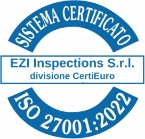 SISTEMA CERTIFICATO
EZI Inspections S.r.l.
divisione CertiEuro
ISO 27001:2022